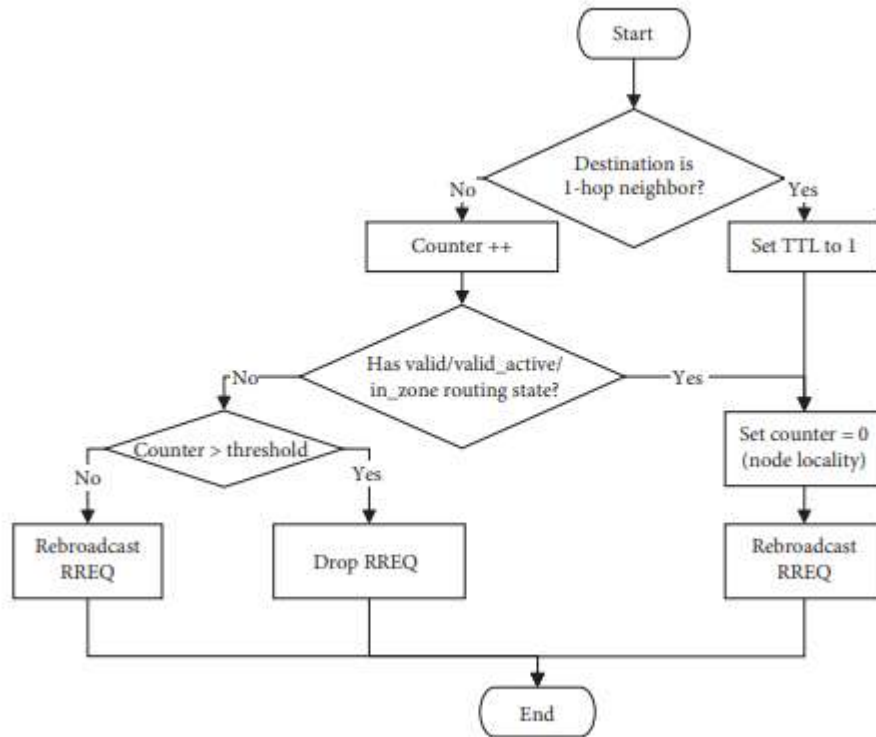 Start
Destination is
1-hop neighbor?
No
Yes
Counter ++
Set TTL to 1
Has valid/valid_active/
in_zone routing state?
No
Yes
Counter > threshold
Set counter = 0
(node locality)
No
Yes
Rebroadcast
RREQ
Drop RREQ
Rebroadcast
RREQ
End